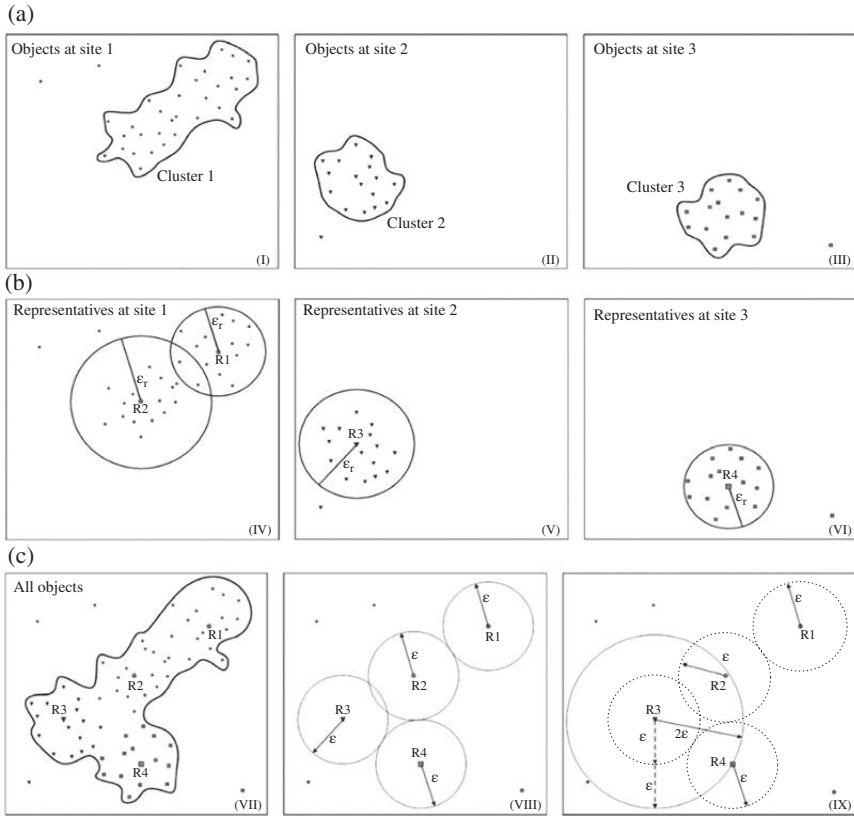 (a)
Objects at site 1
Cluster 1
(I)
Objects at site 2
Cluster 2
(II)
Objects at site 3
Cluster 3
(III)
(b)
Representatives at site 1
εr
R1
εr
R2
(IV)
Representatives at site 2
R3
εr
(V)
Representatives at site 3
R4
εr
(VI)
(c)
All objects
R1
R2
R3
R4
(VII)
ε
R1
ε
R2
R3
ε
R4
ε
(VIII)
ε
R1
ε
R2
R3
2ε
ε
R4
ε
ε
(IX)